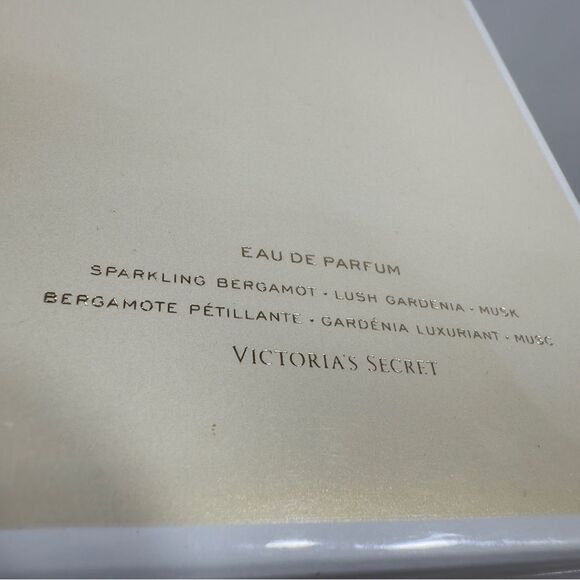 EAU DE PARFUM
SPARKLING BERGAMOT · LUSH GARDENIA · MUSK
BERGAMOTE PÉTILLANTE · GARDÉNIA LUXURIANT · MUSC
VICTORIA'S SECRET